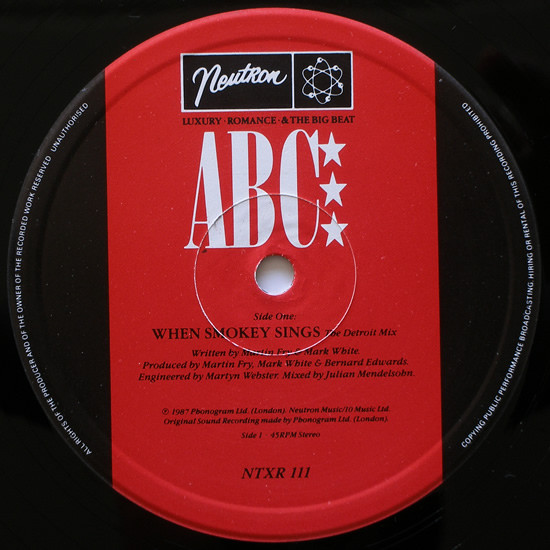 Neutron
LUXURY · ROMANCE · & THE BIG BEAT
ABC
Side One:
WHEN SMOKEY SINGS The Detroit Mix
Written by Martin Fry & Mark White.
Produced by Martin Fry, Mark White & Bernard Edwards.
Engineered by Martyn Webster. Mixed by Julian Mendelsohn.
℗ 1987 Phonogram Ltd. (London). Neutron Music/10 Music Ltd.
Original Sound Recording made by Phonogram Ltd. (London).
Side 1 - 45RPM Stereo
NTXR 111
ALL RIGHTS OF THE PRODUCER AND OF THE OWNER OF THE RECORDED WORK RESERVED UNAUTHORISED
COPYING PUBLIC PERFORMANCE BROADCASTING HIRING OR RENTAL OF THIS RECORDING PROHIBITED